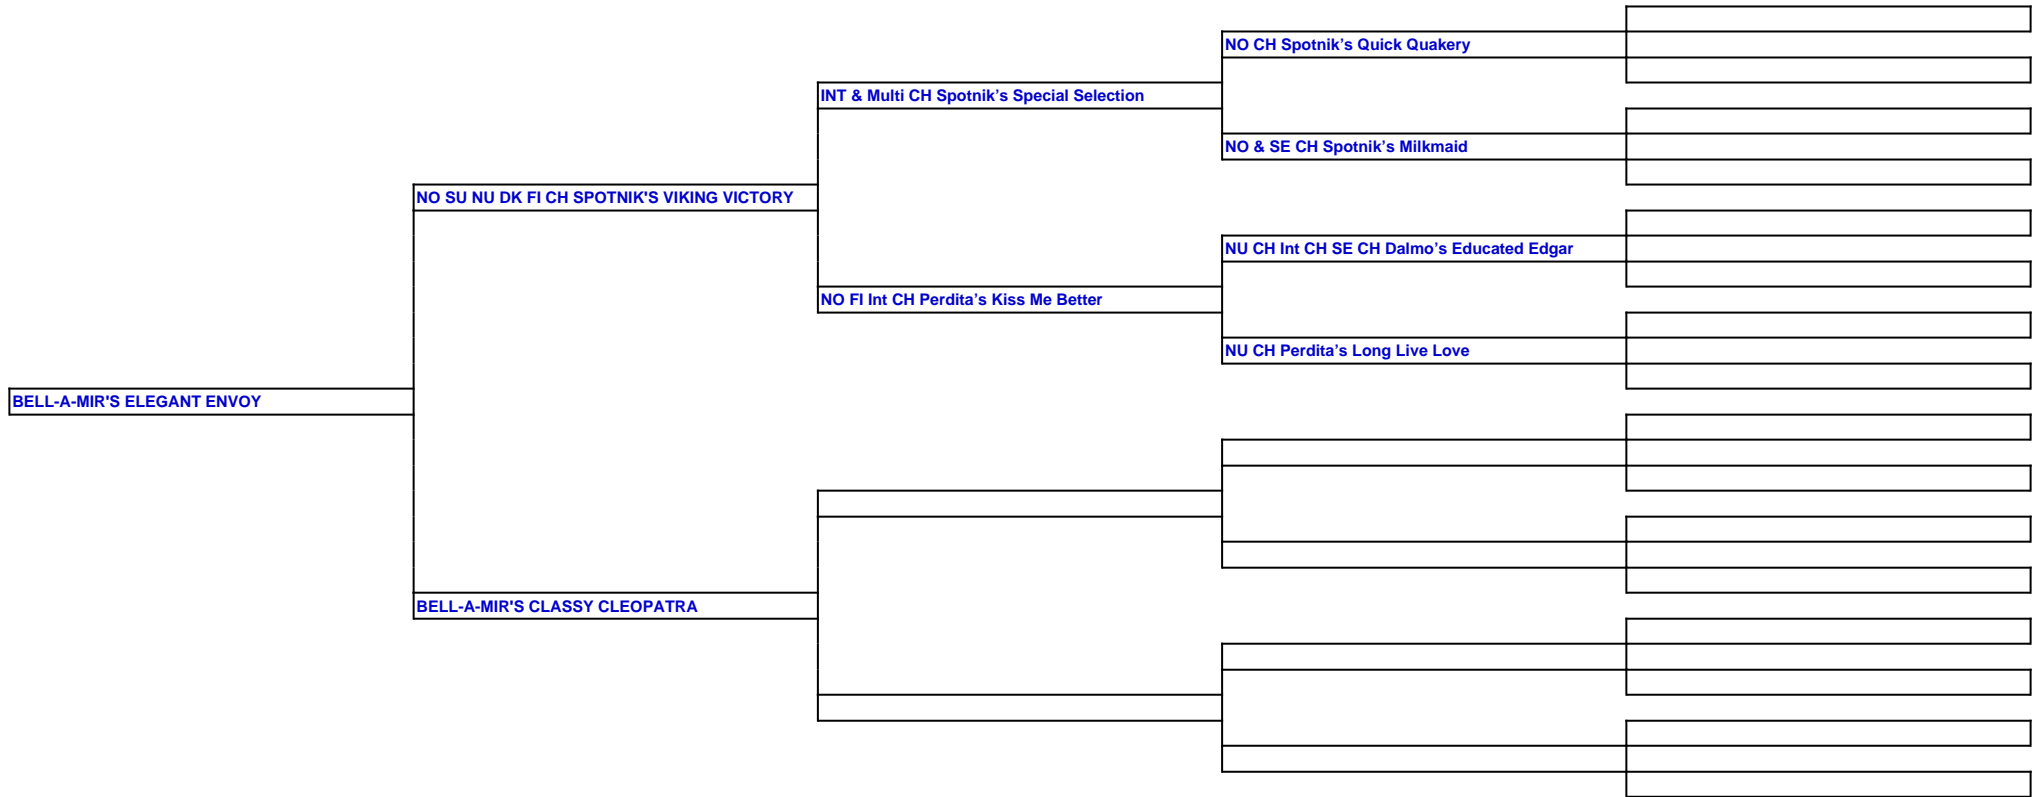 NO CH Spotnik’s Quick Quakery
INT & Multi CH Spotnik’s Special Selection
NO & SE CH Spotnik’s Milkmaid
NO SU NU DK FI CH SPOTNIK'S VIKING VICTORY
NU CH Int CH SE CH Dalmo’s Educated Edgar
NO FI Int CH Perdita’s Kiss Me Better
NU CH Perdita’s Long Live Love
BELL-A-MIR'S ELEGANT ENVOY
BELL-A-MIR'S CLASSY CLEOPATRA